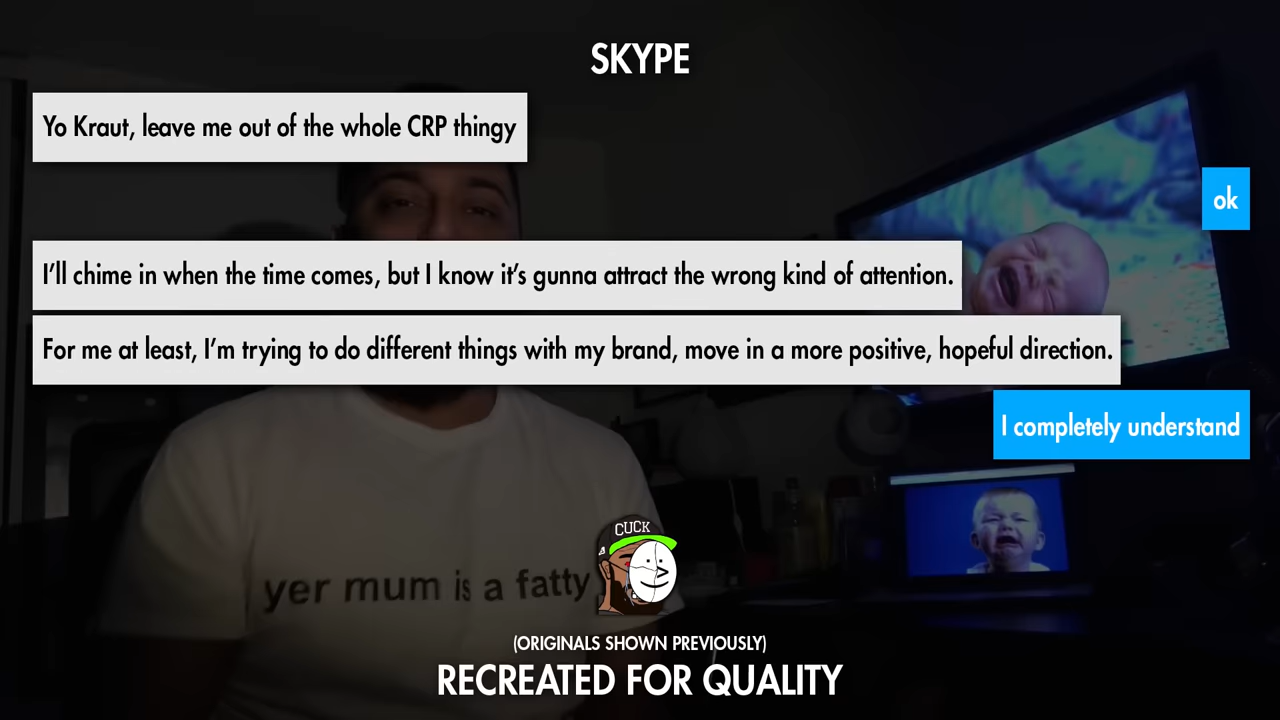 SKYPE
Yo Kraut, leave me out of the whole CRP thingy
ok
I'll chime in when the time comes, but I know it's gunna attract the wrong kind of attention.
For me at least, I'm trying to do different things with my brand, move in a more positive, hopeful direction.
I completely understand
CUCK
yer mum is a fatty
(ORIGINALS SHOWN PREVIOUSLY)
RECREATED FOR QUALITY